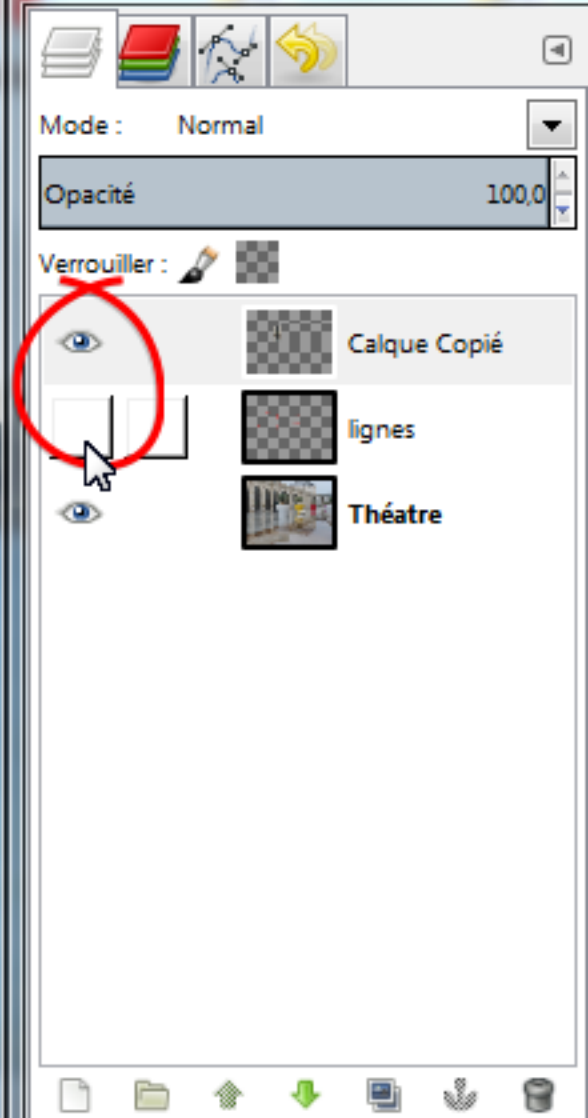 Mode : Normal
Opacité 100,0
Verrouiller :
Calque Copié
lignes
Théatre